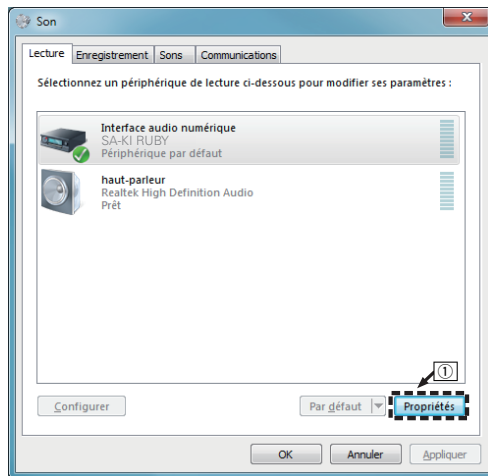 Son
Lecture Enregistrement Sons Communications
Sélectionnez un périphérique de lecture ci-dessous pour modifier ses paramètres :
Interface audio numérique
SA-KI RUBY
Périphérique par défaut
haut-parleur
Realtek High Definition Audio
Prêt
①
Configurer Par défaut Propriétés
OK Annuler Appliquer